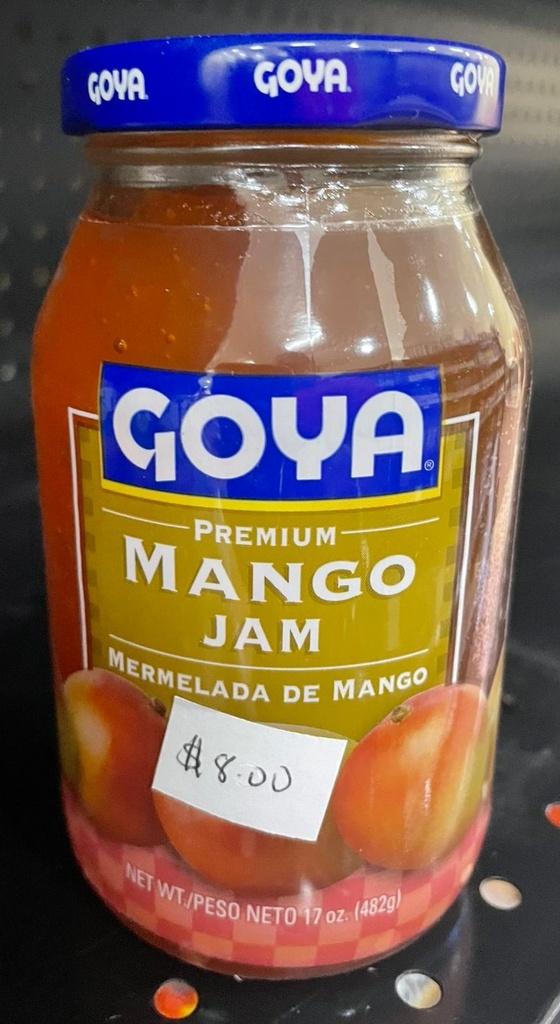 GOYA GOYA GOYA
GOYA®
PREMIUM
MANGO
JAM
MERMELADA DE MANGO
$8.00
NET WT./PESO NETO 17 oz. (482g)